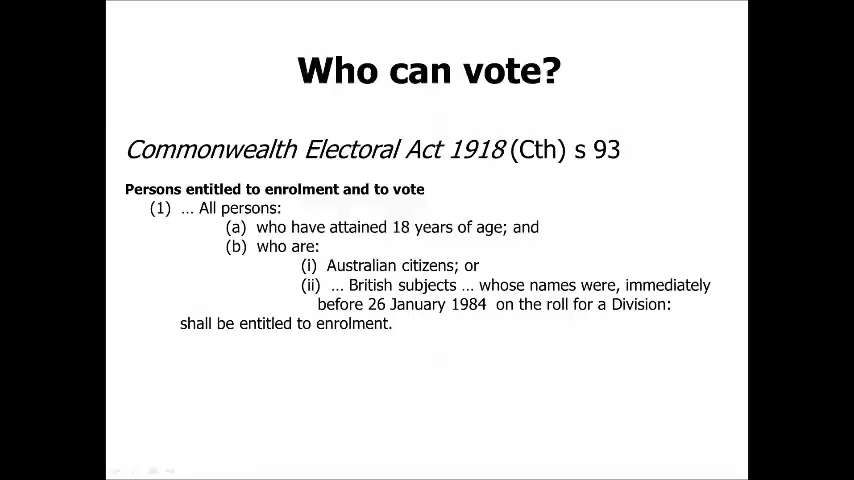 Who can vote?
Commonwealth Electoral Act 1918 (Cth) s 93
Persons entitled to enrolment and to vote
(1) ... All persons:
(a) who have attained 18 years of age; and
(b) who are:
(i) Australian citizens; or
(ii) ... British subjects ... whose names were, immediately
before 26 January 1984 on the roll for a Division:
shall be entitled to enrolment.